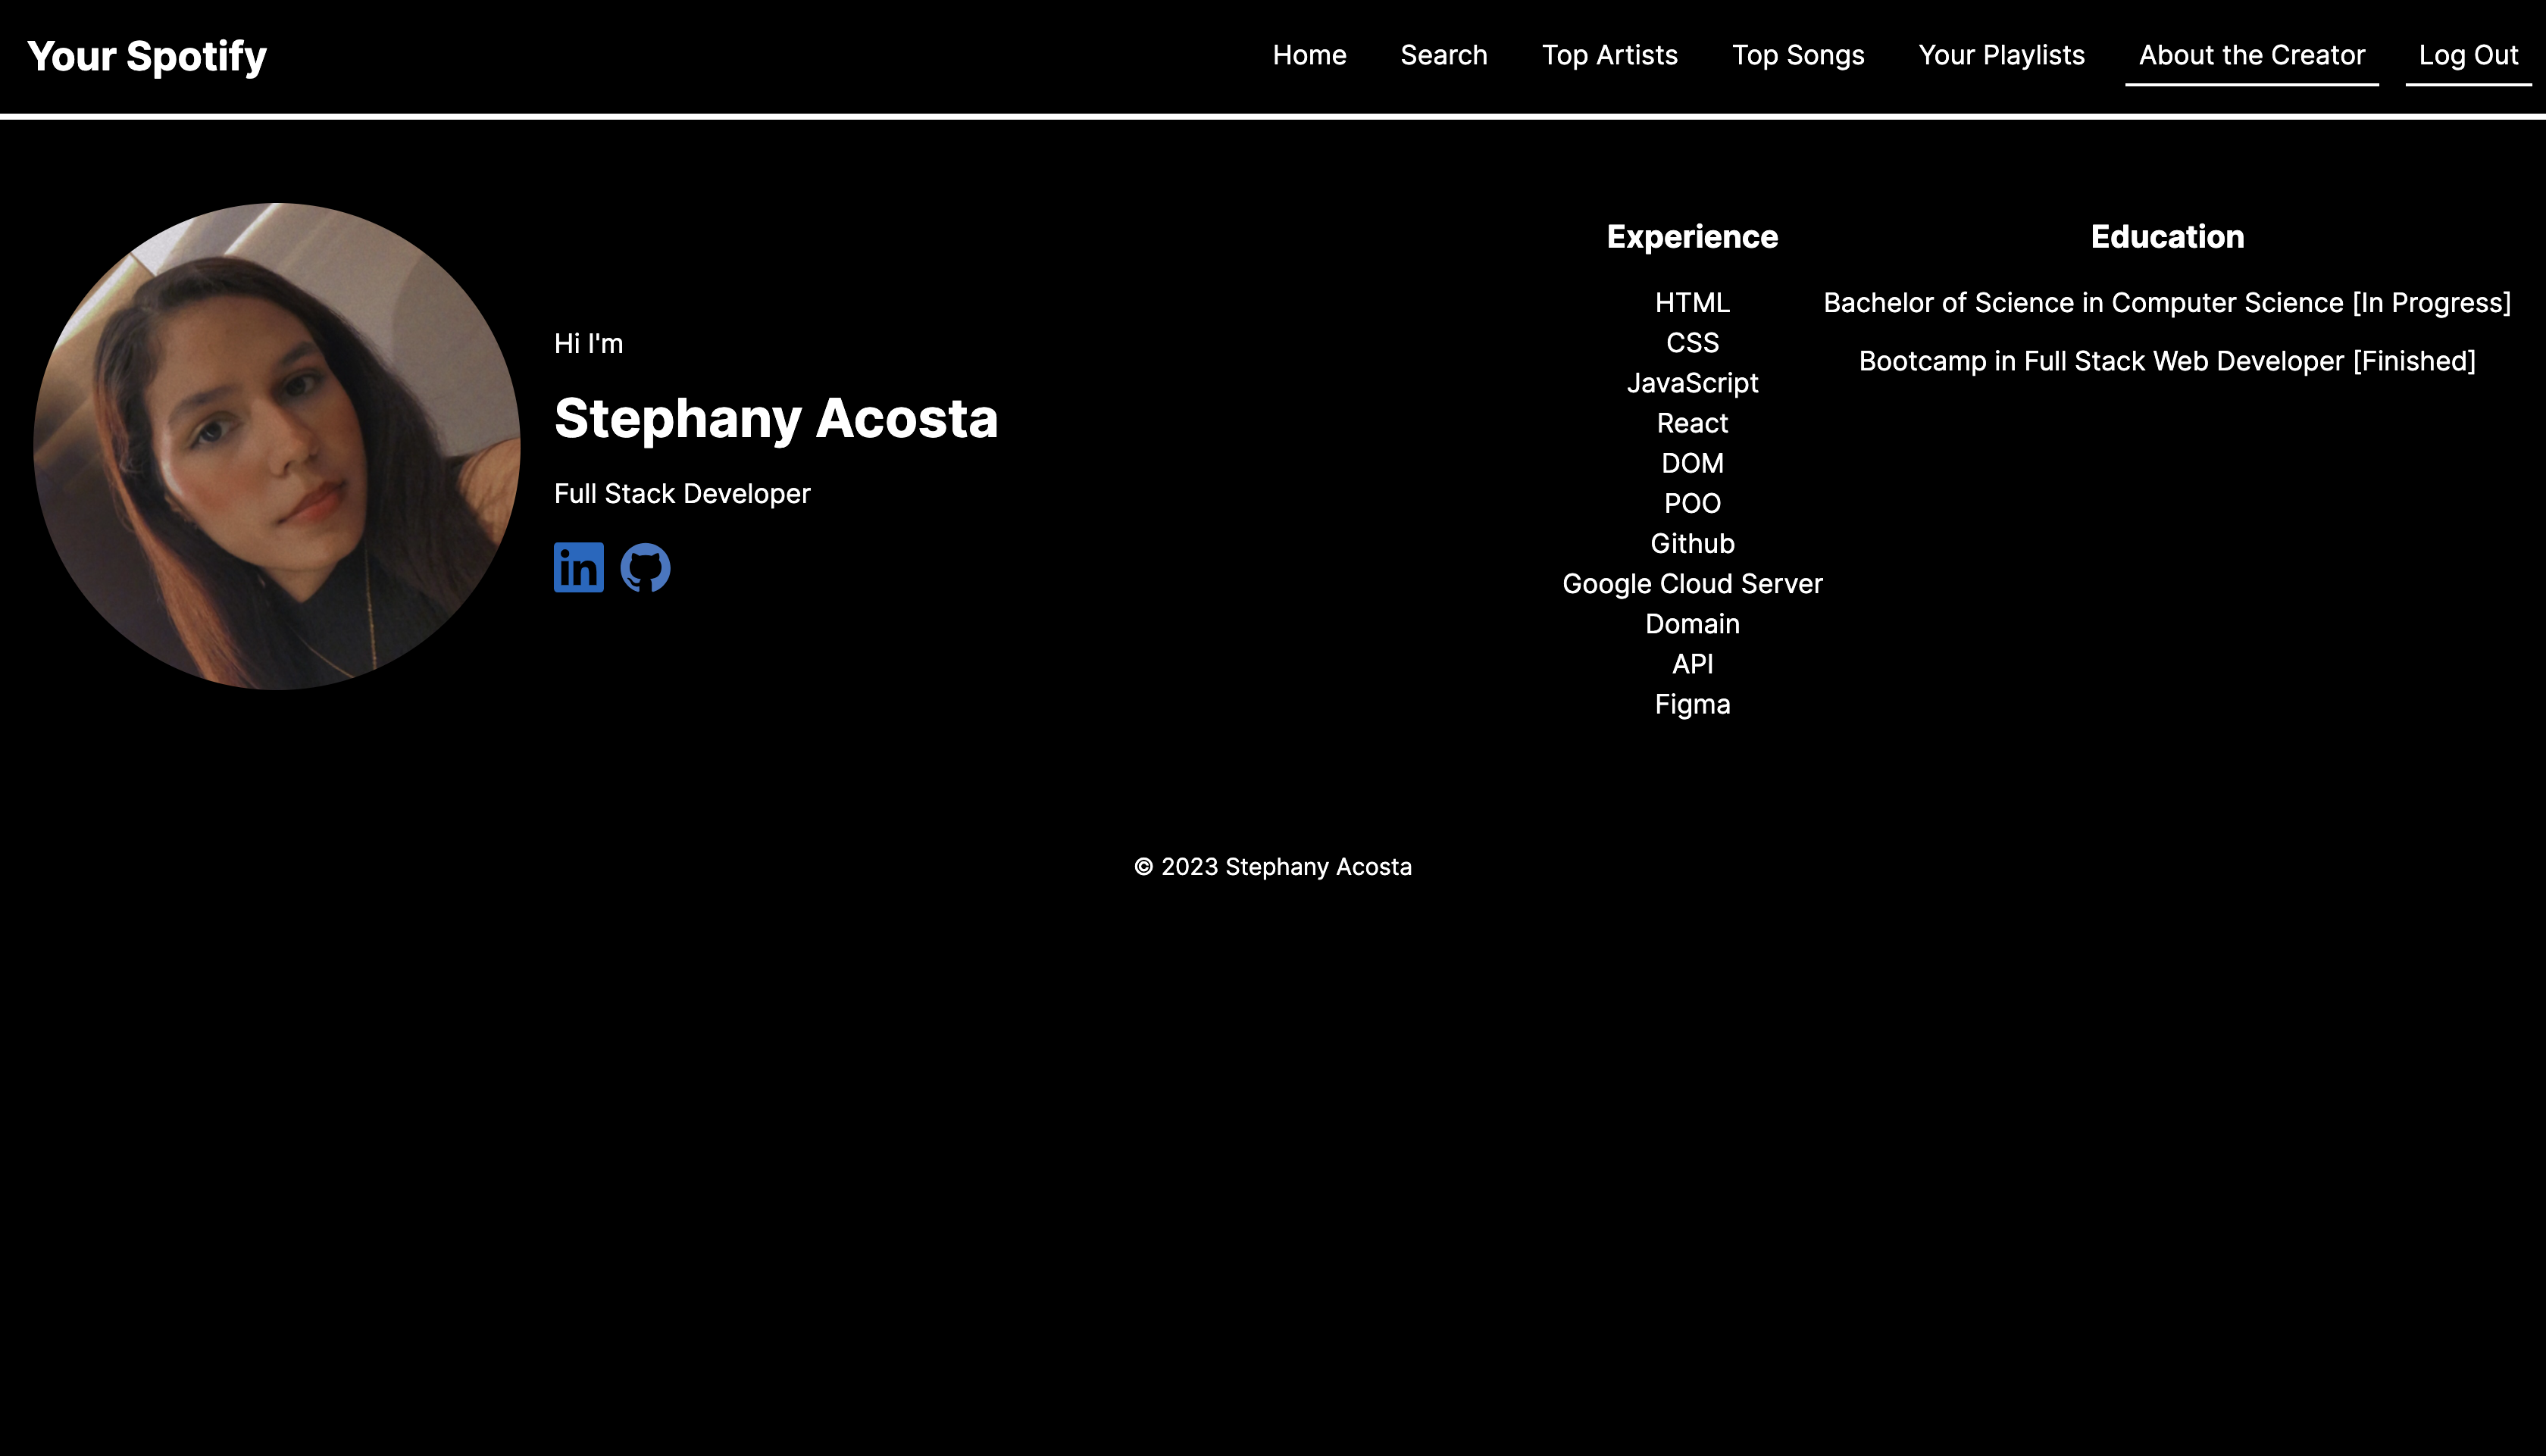 Your Spotify
Home Search Top Artists Top Songs Your Playlists About the Creator Log Out
Hi I'm
Stephany Acosta
Full Stack Developer
in
Experience
HTML
CSS
JavaScript
React
DOM
POO
Github
Google Cloud Server
Domain
API
Figma
Education
Bachelor of Science in Computer Science [In Progress]
Bootcamp in Full Stack Web Developer [Finished]
© 2023 Stephany Acosta